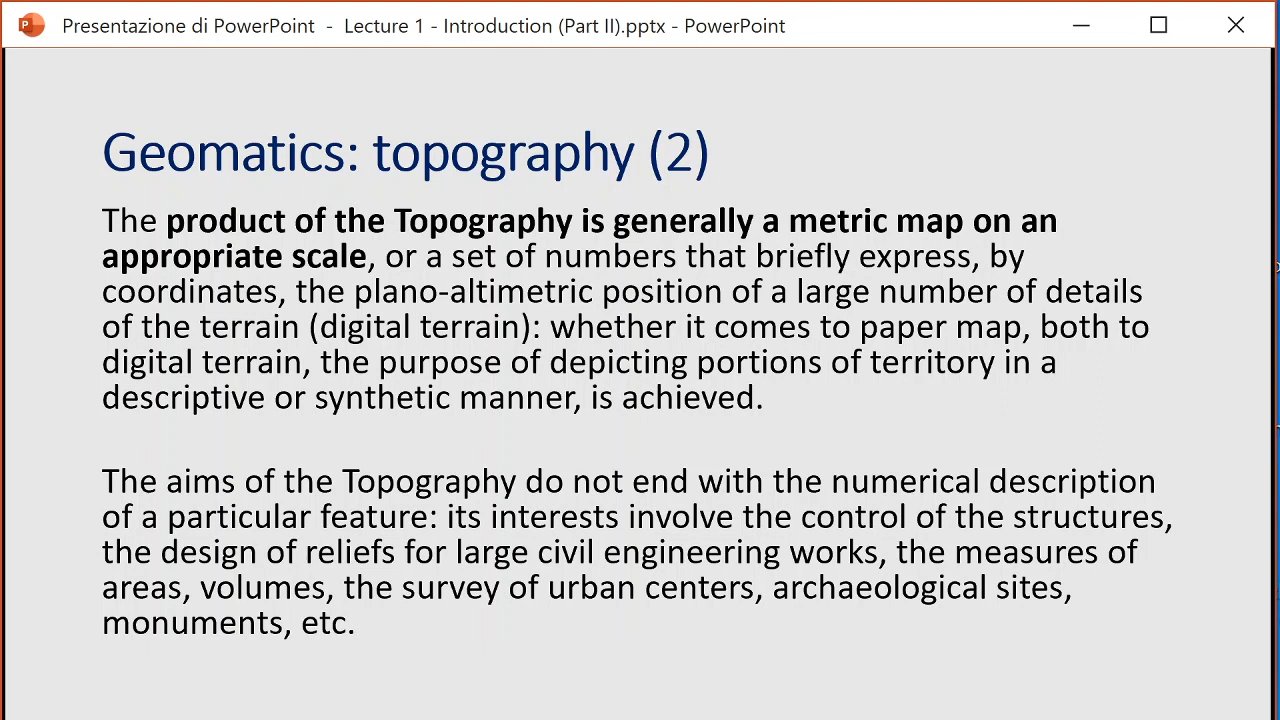 Presentazione di PowerPoint - Lecture 1 - Introduction (Part II).pptx - PowerPoint
Geomatics: topography (2)
The product of the Topography is generally a metric map on an
appropriate scale, or a set of numbers that briefly express, by
coordinates, the plano-altimetric position of a large number of details
of the terrain (digital terrain): whether it comes to paper map, both to
digital terrain, the purpose of depicting portions of territory in a
descriptive or synthetic manner, is achieved.
The aims of the Topography do not end with the numerical description
of a particular feature: its interests involve the control of the structures,
the design of reliefs for large civil engineering works, the measures of
areas, volumes, the survey of urban centers, archaeological sites,
monuments, etc.